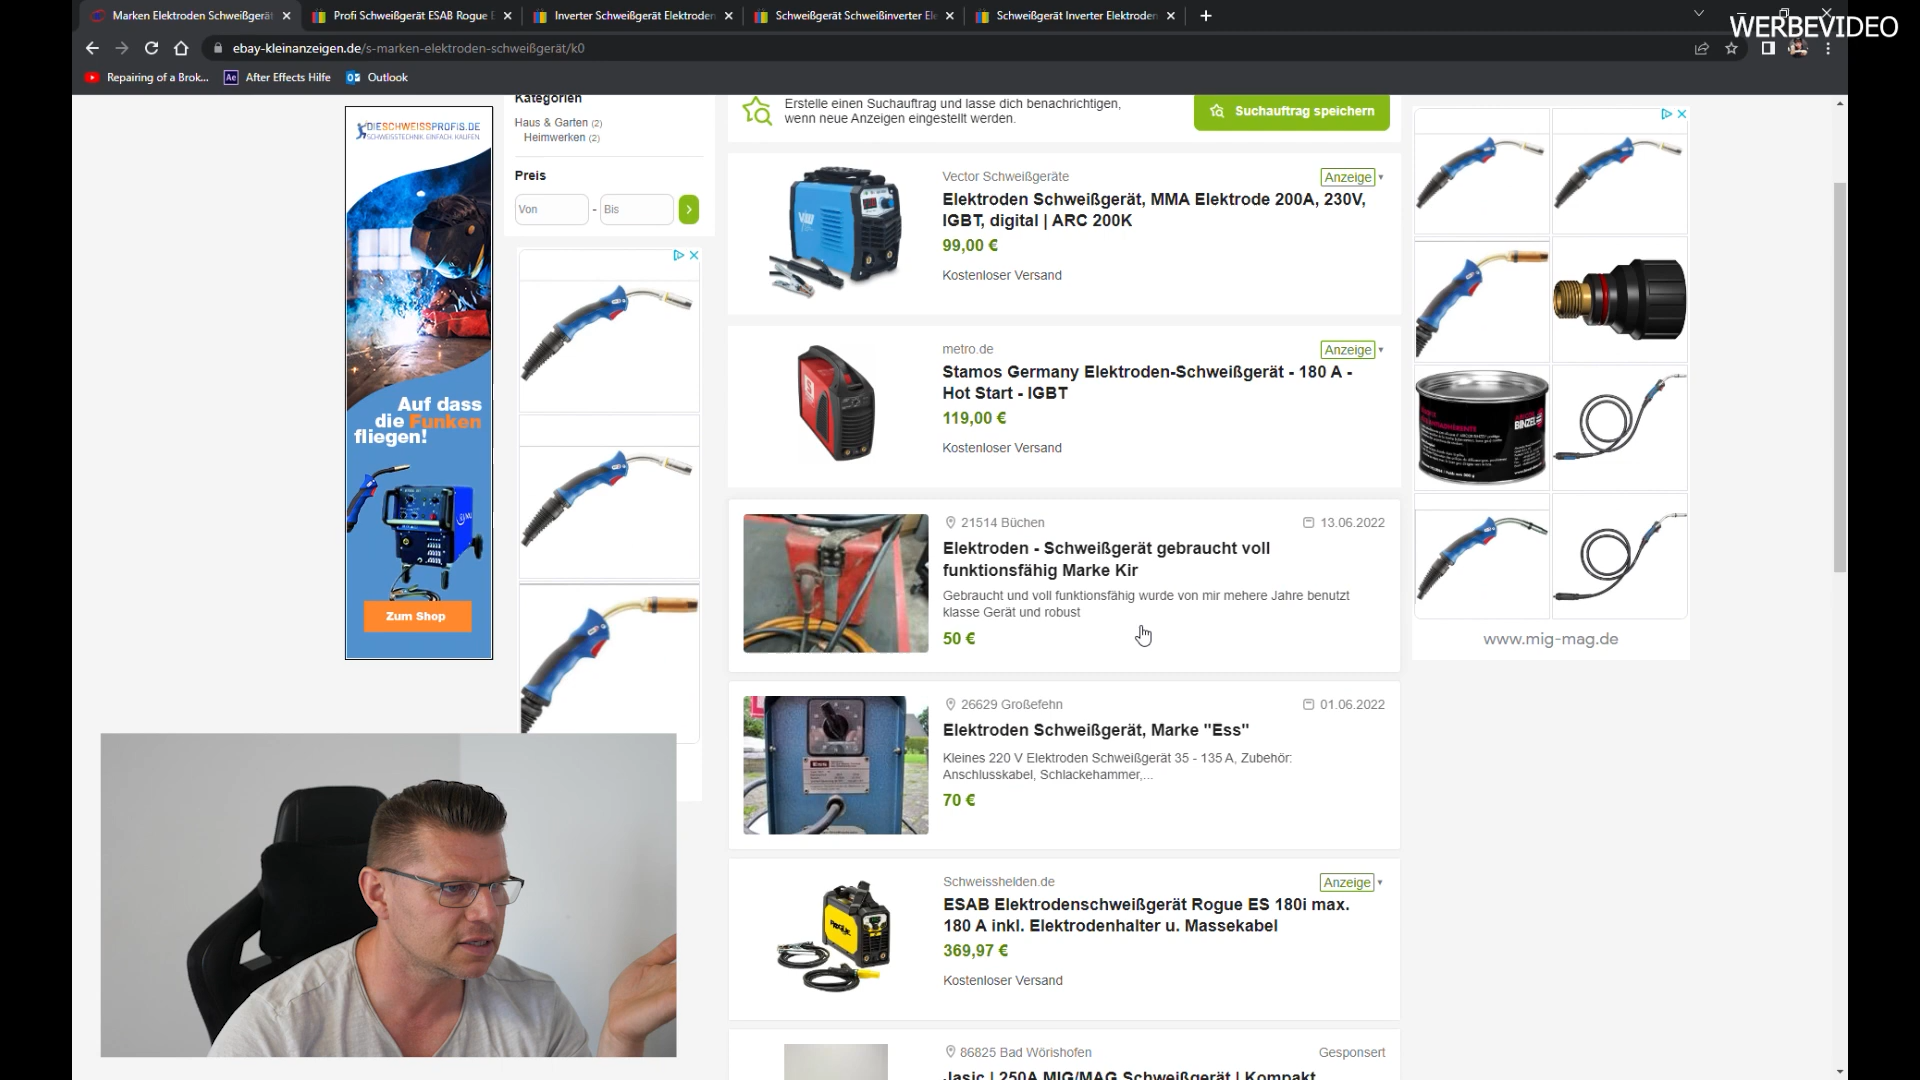 Marken Elektroden Schweißgerät
Profi Schweißgerät ESAB Rogue E
Inverter Schweißgerät Elektroden
Schweißgerät Schweißinverter Ele
Schweißgerät Inverter Elektroden
WERBEVIDEO
ebay-kleinanzeigen.de/s-marken-elektroden-schweißgerät/k0
Repairing of a Brok...
Ae After Effects Hilfe
Outlook
DIESCHWEISSPROFIS.DE
SCHWEISSTECHNIK. EINFACH. KAUFEN
Auf dass
die Funken
fliegen!
Zum Shop
Kategorien
Haus & Garten (2)
Heimwerken (2)
Preis
Von - Bis
Erstelle einen Suchauftrag und lasse dich benachrichtigen,
wenn neue Anzeigen eingestellt werden.
Suchauftrag speichern
Vector Schweißgeräte
Anzeige
Elektroden Schweißgerät, MMA Elektrode 200A, 230V,
IGBT, digital | ARC 200K
99,00 €
Kostenloser Versand
metro.de
Anzeige
Stamos Germany Elektroden-Schweißgerät - 180 A -
Hot Start - IGBT
119,00 €
Kostenloser Versand
21514 Büchen
13.06.2022
Elektroden - Schweißgerät gebraucht voll
funktionsfähig Marke Kir
Gebraucht und voll funktionsfähig wurde von mir mehere Jahre benutzt
klasse Gerät und robust
50 €
26629 Großefehn
01.06.2022
Elektroden Schweißgerät, Marke "Ess"
Kleines 220 V Elektroden Schweißgerät 35 - 135 A, Zubehör:
Anschlusskabel, Schlackehammer,...
70 €
Schweisshelden.de
Anzeige
ESAB Elektrodenschweißgerät Rogue ES 180i max.
180 A inkl. Elektrodenhalter u. Massekabel
369,97 €
Kostenloser Versand
86825 Bad Wörishofen
Gesponsert
Jasic | 250A MIG/MAG Schweißgerät | Kompakt
BINZEL
www.mig-mag.de